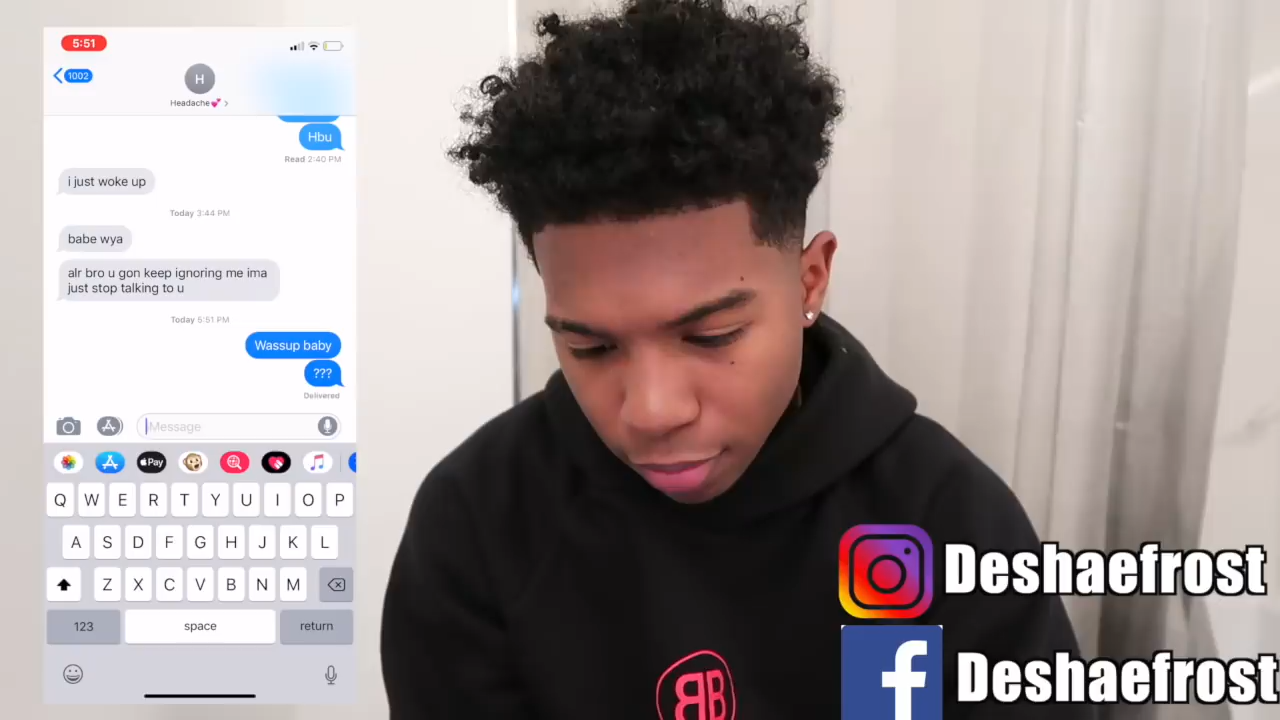 5:51
1002
H
Headache💕 >
Hbu
Read 2:40 PM
i just woke up
Today 3:44 PM
babe wya
alr bro u gon keep ignoring me ima
just stop talking to u
Today 5:51 PM
Wassup baby
???
Delivered
Message
Pay
Q W E R T Y U I O P
A S D F G H J K L
Z X C V B N M
123 space return
Deshaefrost
f Deshaefrost
BB